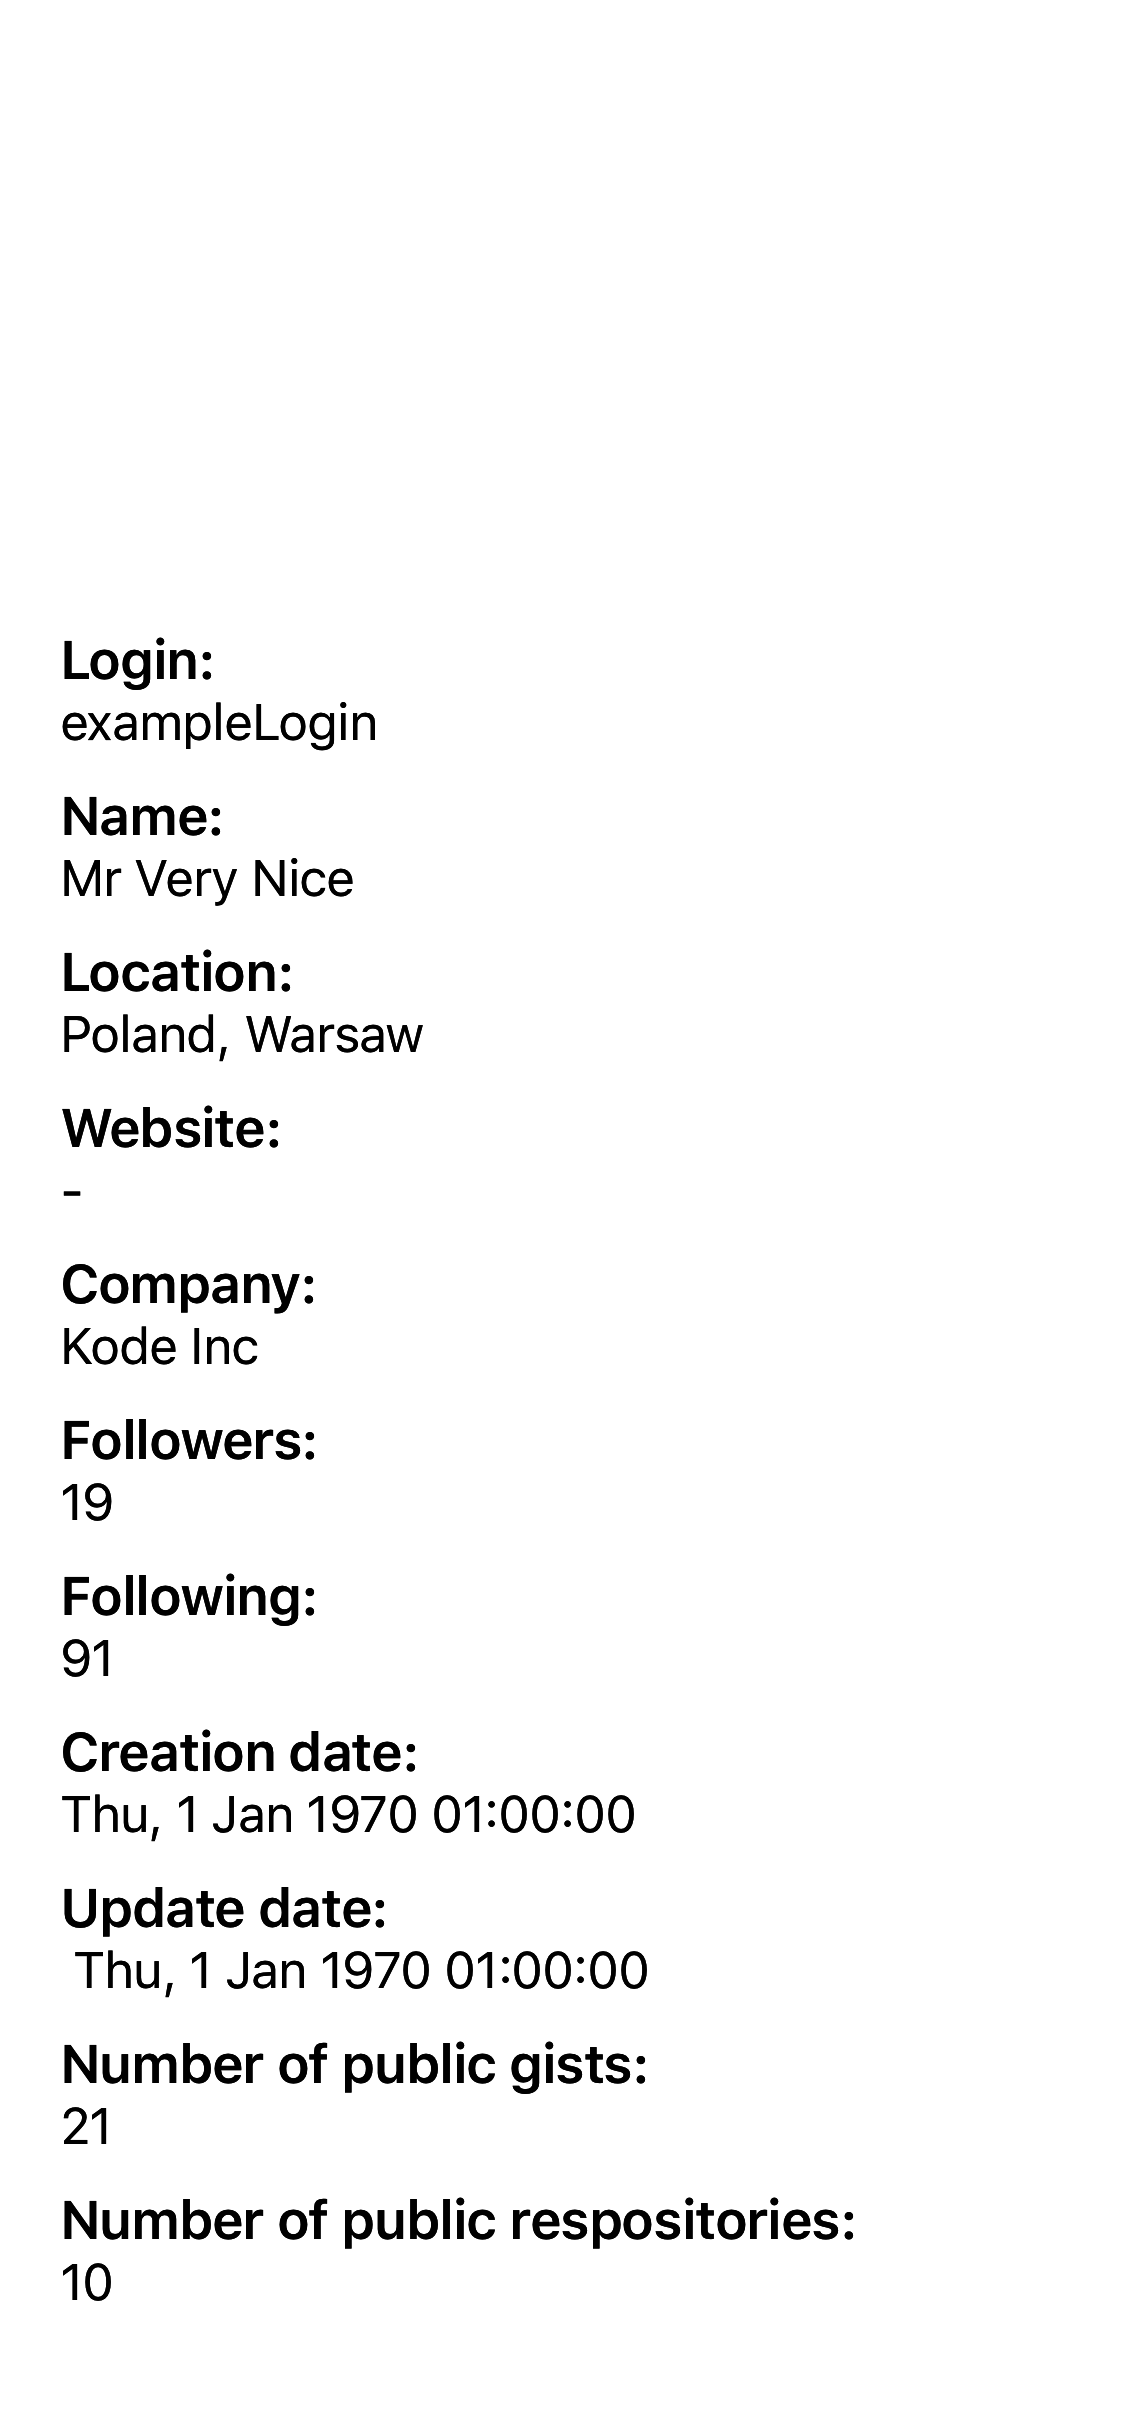 Login:
exampleLogin
Name:
Mr Very Nice
Location:
Poland, Warsaw
Website:
-
Company:
Kode Inc
Followers:
19
Following:
91
Creation date:
Thu, 1 Jan 1970 01:00:00
Update date:
Thu, 1 Jan 1970 01:00:00
Number of public gists:
21
Number of public respositories:
10